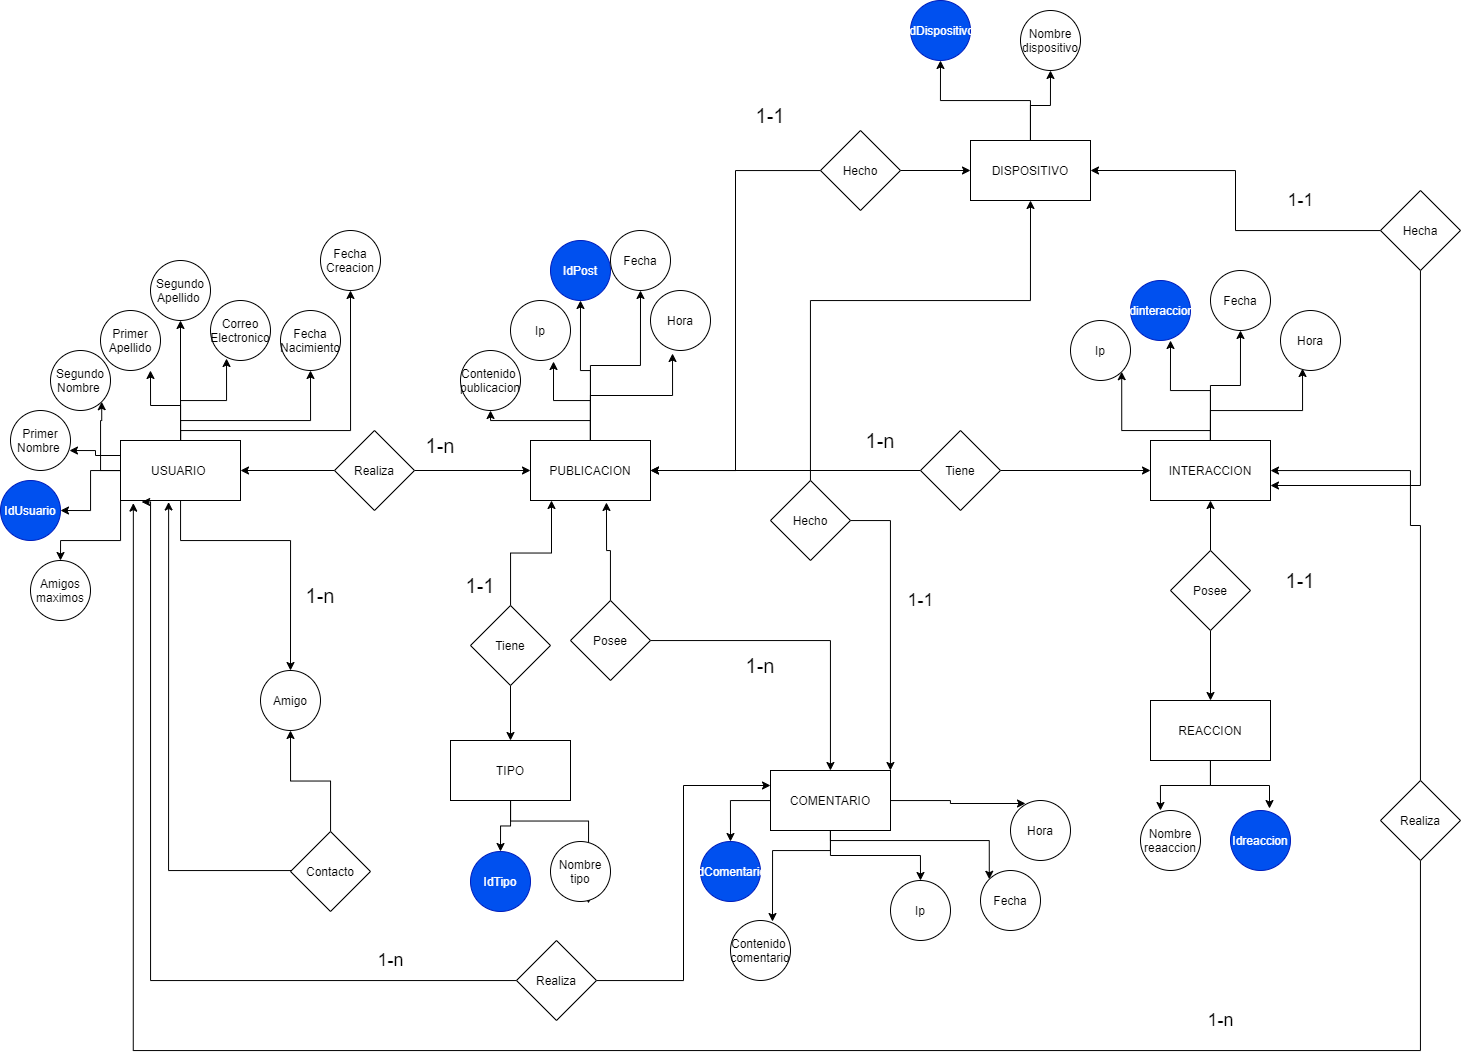 dDispositivo
Nombre
dispositivo
1-1
Hecho
DISPOSITIVO
1-1
Hecha
Fecha
Creacion
Segundo
Apellido
Correo
Electronico
Primer
Apellido
Fecha
Nacimiento
Segundo
Nombre
Primer
Nombre
IdUsuario
Amigos
maximos
USUARIO
Realiza
1-n
IdPost
Fecha
Ip
Hora
Contenido
publicacion
PUBLICACION
1-n
Tiene
dinteraccion
Fecha
Ip
Hora
INTERACCION
Hecho
1-1
1-n
1-1
Tiene
Posee
1-n
Posee
1-1
Amigo
Contacto
TIPO
IdTipo
Nombre
tipo
COMENTARIO
dComentari
Contenido
comentario
Ip
Fecha
Hora
REACCION
Nombre
reaaccion
Idreaccion
Realiza
1-n
Realiza
1-n